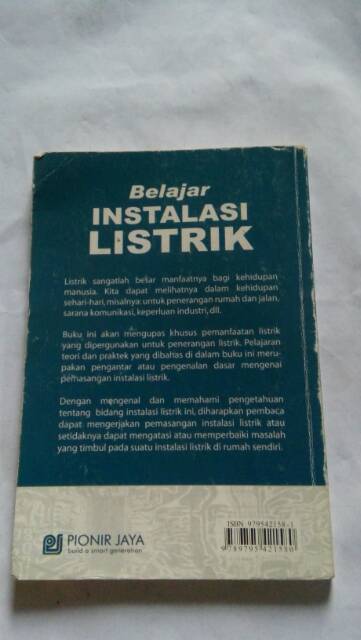 Belajar
INSTALASI
LISTRIK
Listrik sangatlah besar manfaatnya bagi kehidupan
manusia. Kita dapat melihatnya dalam kehidupan
sehari-hari, misalnya untuk penerangan rumah dan jalan,
sarana komunikasi, keperluan industri, dll.
Buku ini akan mengupas khusus pemanfaatan listrik
yang dipergunakan untuk penerangan listrik. Pelajaran
teori dan praktek yang dibahas di dalam buku ini meru-
pakan pengantar atau pengenalan dasar mengenai
pemasangan instalasi listrik.
Dengan mengenal dan memahami pengetahuan
tentang bidang instalasi listrik ini, diharapkan pembaca
dapat mengerjakan pemasangan instalasi listrik atau
setidaknya dapat mengatasi atau memperbaiki masalah
yang timbul pada suatu instalasi listrik di rumah sendiri.
PIONIR JAYA
build a smart generation
ISBN 979542158-1
9789795421580